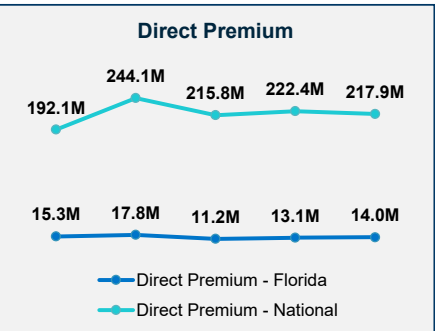 Direct Premium
244.1M
192.1M 215.8M 222.4M 217.9M
15.3M 17.8M 11.2M 13.1M 14.0M
Direct Premium - Florida
Direct Premium - National